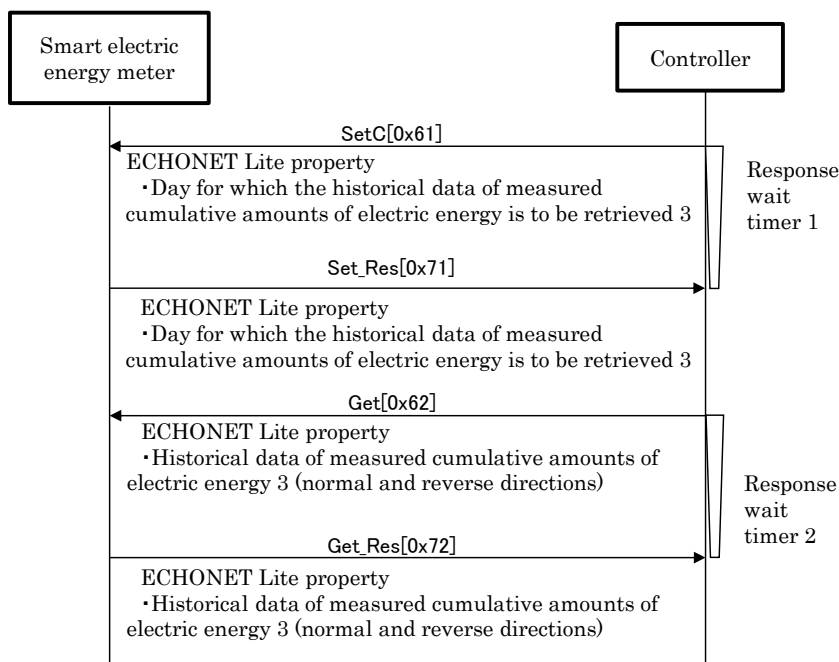 Smart electric
energy meter
Controller
SetC[0x61]
ECHONET Lite property
・Day for which the historical data of measured
cumulative amounts of electric energy is to be retrieved 3
Response
wait
timer 1
Set_Res[0x71]
ECHONET Lite property
・Day for which the historical data of measured
cumulative amounts of electric energy is to be retrieved 3
Get[0x62]
ECHONET Lite property
・Historical data of measured cumulative amounts of
electric energy 3 (normal and reverse directions)
Response
wait
timer 2
Get_Res[0x72]
ECHONET Lite property
・Historical data of measured cumulative amounts of
electric energy 3 (normal and reverse directions)